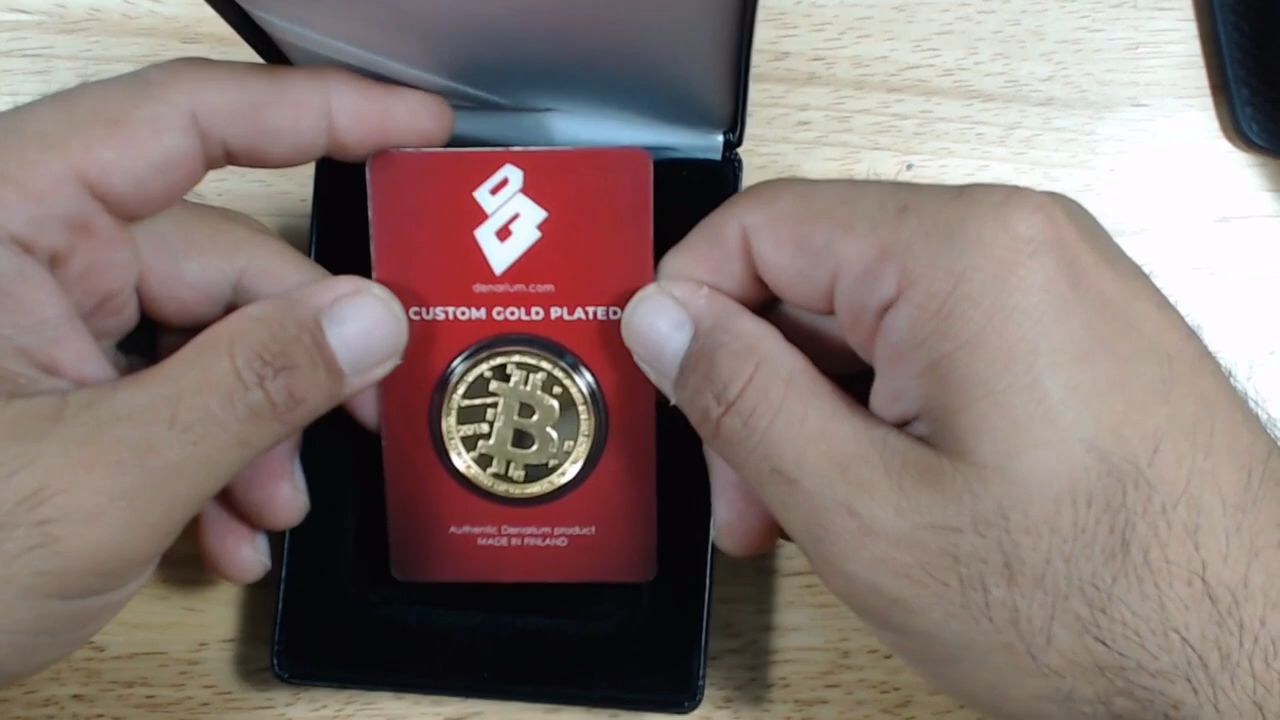 denarium.com
CUSTOM GOLD PLATED
B
Authentic Denarium product
MADE IN FINLAND